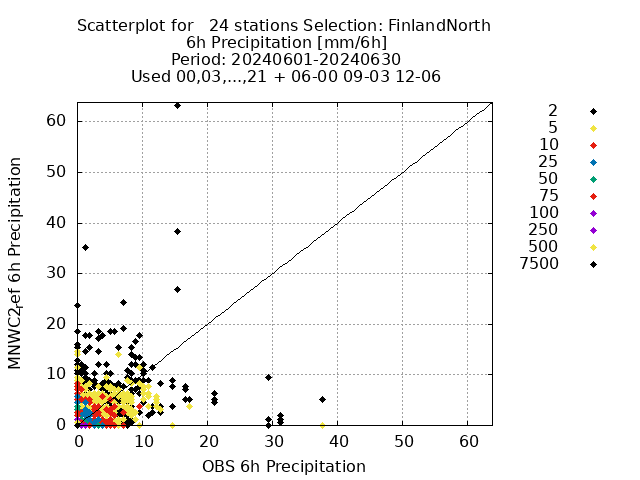 Scatterplot for   24 stations Selection: FinlandNorth
6h Precipitation [mm/6h]
Period: 20240601-20240630
Used 00,03,...,21 + 06-00 09-03 12-06
MNWC2ref 6h Precipitation
60
50
40
30
20
10
0
0 10 20 30 40 50 60
OBS 6h Precipitation
2
5
10
25
50
75
100
250
500
7500